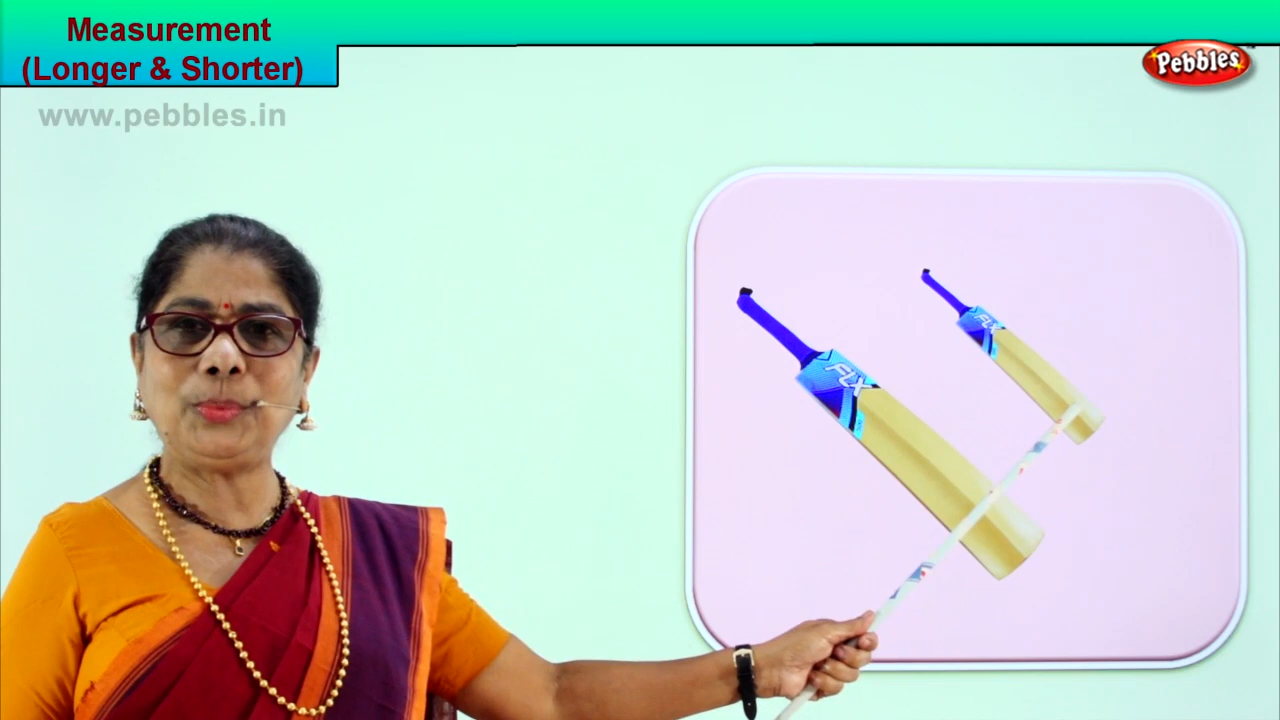 Measurement
(Longer & Shorter)
Pebbles
www.pebbles.in
FLX
FLX